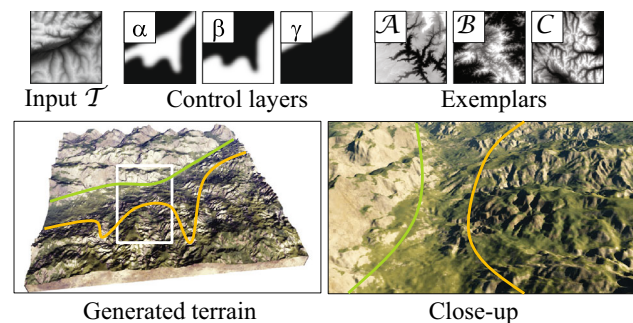 α β γ 𝒜 ℬ 𝒞
Input 𝒯 Control layers Exemplars
Generated terrain Close-up